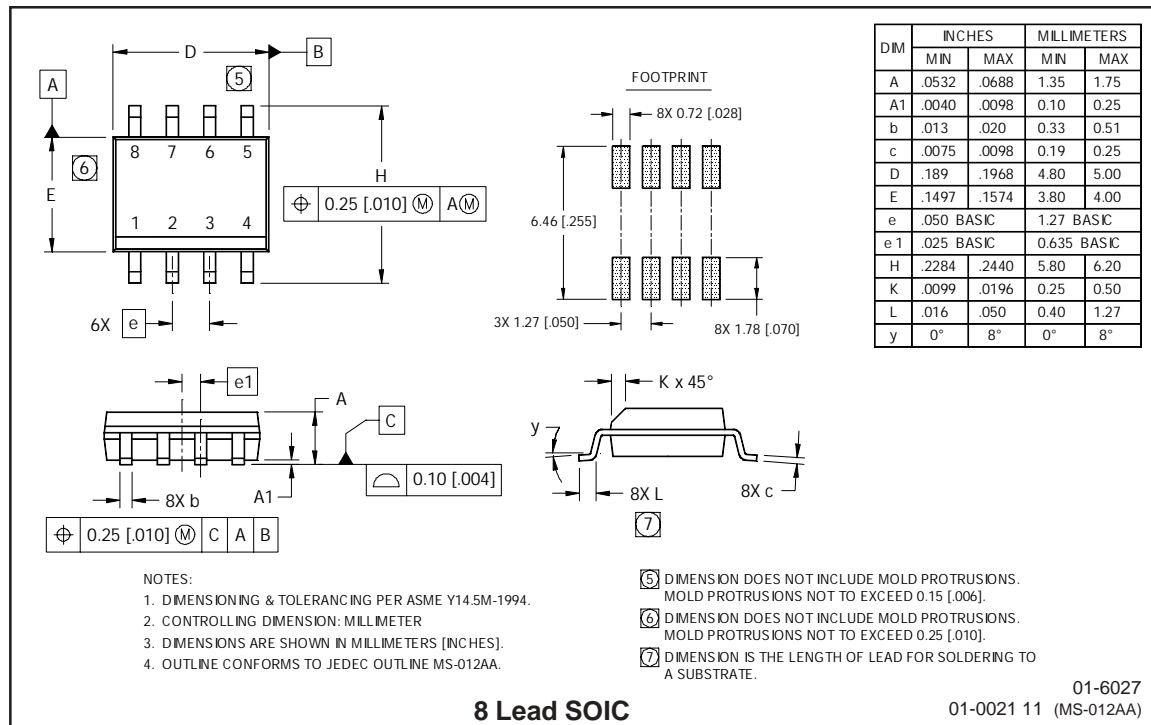 D
B
5
A
8 7 6 5
6
E
H
⌖ 0.25 [.010] Ⓜ AⓂ
1 2 3 4
6X e
FOOTPRINT
8X 0.72 [.028]
6.46 [.255]
3X 1.27 [.050]
8X 1.78 [.070]
DIM INCHES MILLIMETERS
MIN MAX MIN MAX
A .0532 .0688 1.35 1.75
A1 .0040 .0098 0.10 0.25
b .013 .020 0.33 0.51
c .0075 .0098 0.19 0.25
D .189 .1968 4.80 5.00
E .1497 .1574 3.80 4.00
e .050 BASIC 1.27 BASIC
e1 .025 BASIC 0.635 BASIC
H .2284 .2440 5.80 6.20
K .0099 .0196 0.25 0.50
L .016 .050 0.40 1.27
y 0° 8° 0° 8°
e1
A
C
0.10 [.004]
A1
8X b
⌖ 0.25 [.010] Ⓜ C A B
K x 45°
y
8X L
8X c
7
NOTES:
1. DIMENSIONING & TOLERANCING PER ASME Y14.5M-1994.
2. CONTROLLING DIMENSION: MILLIMETER
3. DIMENSIONS ARE SHOWN IN MILLIMETERS [INCHES].
4. OUTLINE CONFORMS TO JEDEC OUTLINE MS-012AA.
5 DIMENSION DOES NOT INCLUDE MOLD PROTRUSIONS.
MOLD PROTRUSIONS NOT TO EXCEED 0.15 [.006].
6 DIMENSION DOES NOT INCLUDE MOLD PROTRUSIONS.
MOLD PROTRUSIONS NOT TO EXCEED 0.25 [.010].
7 DIMENSION IS THE LENGTH OF LEAD FOR SOLDERING TO
A SUBSTRATE.
8 Lead SOIC
01-6027
01-0021 11 (MS-012AA)